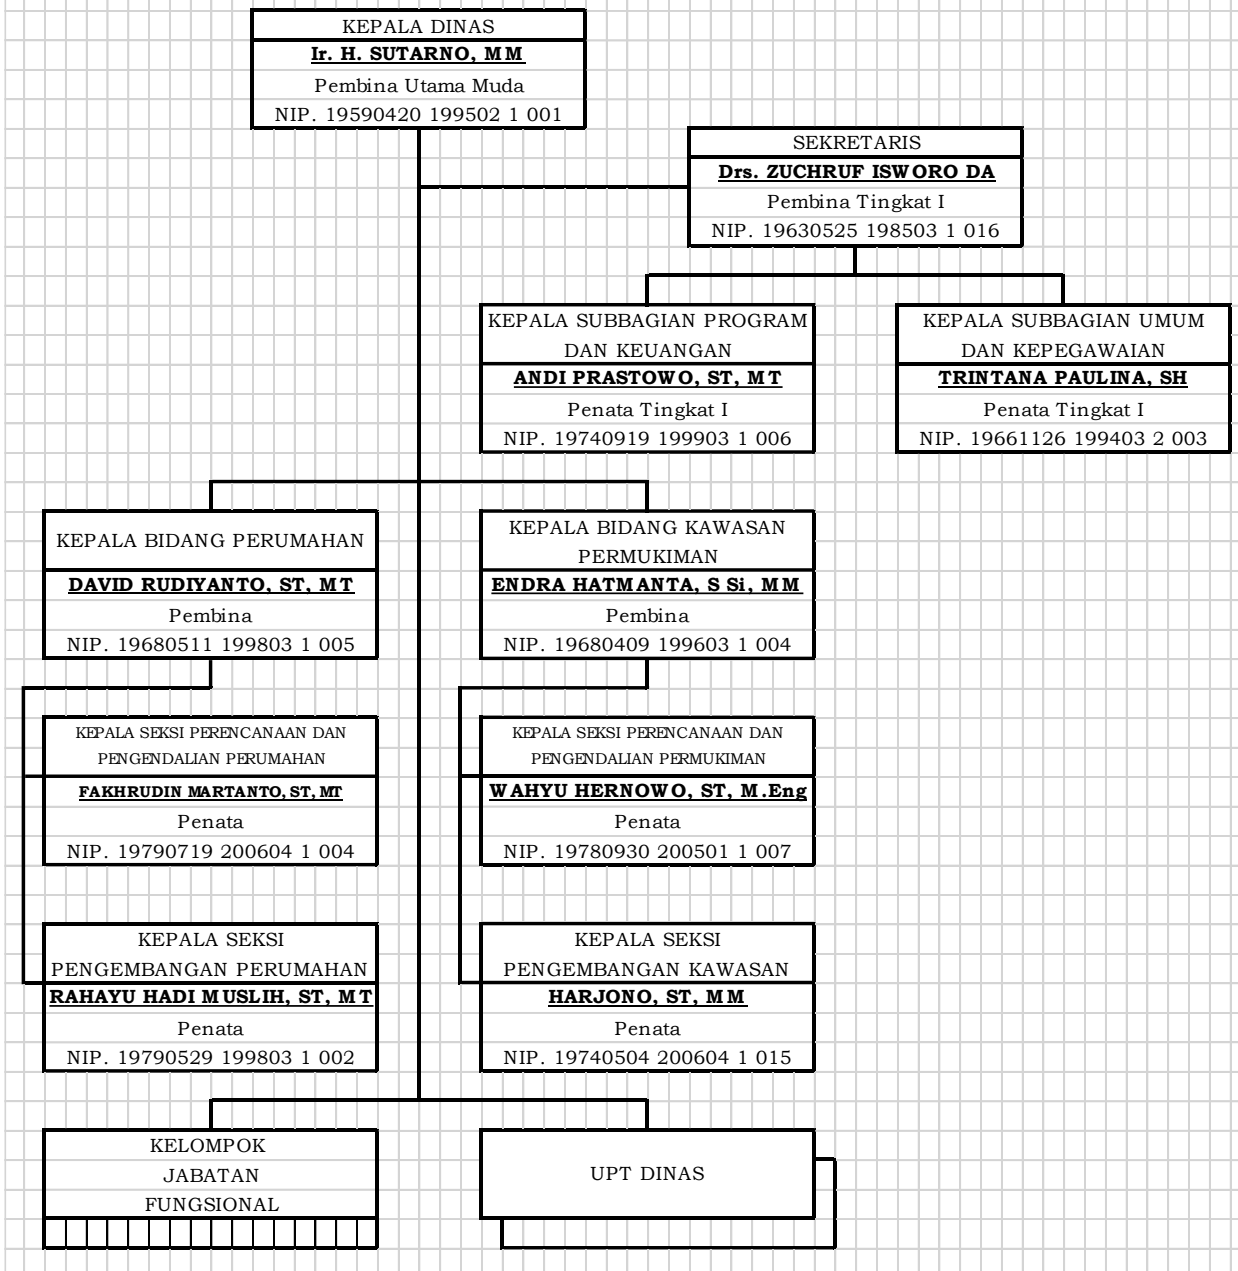 KEPALA DINAS
Ir. H. SUTARNO, MM
Pembina Utama Muda
NIP. 19590420 199502 1 001
SEKRETARIS
Drs. ZUCHRUF ISWORO DA
Pembina Tingkat I
NIP. 19630525 198503 1 016
KEPALA SUBBAGIAN PROGRAM
DAN KEUANGAN
ANDI PRASTOWO, ST, MT
Penata Tingkat I
NIP. 19740919 199903 1 006
KEPALA SUBBAGIAN UMUM
DAN KEPEGAWAIAN
TRINTANA PAULINA, SH
Penata Tingkat I
NIP. 19661126 199403 2 003
KEPALA BIDANG PERUMAHAN
DAVID RUDIYANTO, ST, MT
Pembina
NIP. 19680511 199803 1 005
KEPALA BIDANG KAWASAN
PERMUKIMAN
ENDRA HATMANTA, S Si, MM
Pembina
NIP. 19680409 199603 1 004
KEPALA SEKSI PERENCANAAN DAN
PENGENDALIAN PERUMAHAN
FAKHRUDIN MARTANTO, ST, MT
Penata
NIP. 19790719 200604 1 004
KEPALA SEKSI PERENCANAAN DAN
PENGENDALIAN PERMUKIMAN
WAHYU HERNOWO, ST, M.Eng
Penata
NIP. 19780930 200501 1 007
KEPALA SEKSI
PENGEMBANGAN PERUMAHAN
RAHAYU HADI MUSLIH, ST, MT
Penata
NIP. 19790529 199803 1 002
KEPALA SEKSI
PENGEMBANGAN KAWASAN
HARJONO, ST, MM
Penata
NIP. 19740504 200604 1 015
KELOMPOK
JABATAN
FUNGSIONAL
UPT DINAS